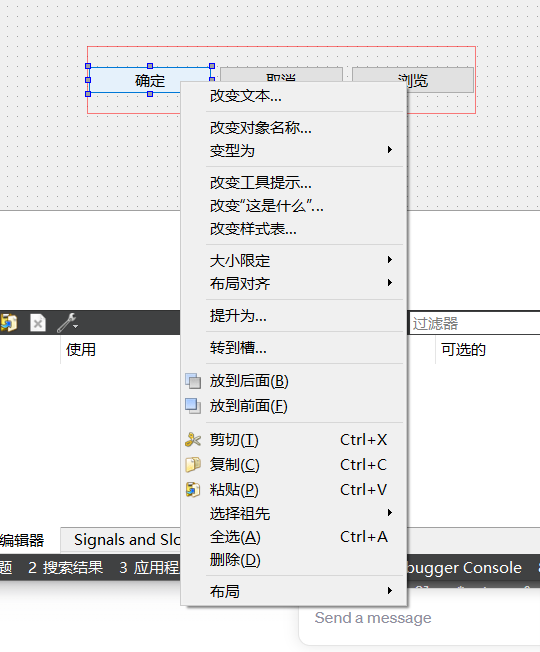 确定
取消
浏览
改变文本...
改变对象名称...
变型为
改变工具提示...
改变“这是什么”...
改变样式表...
大小限定
布局对齐
提升为...
过滤器
转到槽...
使用
可选的
放到后面(B)
放到前面(F)
剪切(T) Ctrl+X
复制(C) Ctrl+C
粘贴(P) Ctrl+V
选择祖先
全选(A) Ctrl+A
编辑器 Signals and Slo
删除(D)
题 2 搜索结果 3 应用程 bugger Console
布局
Send a message